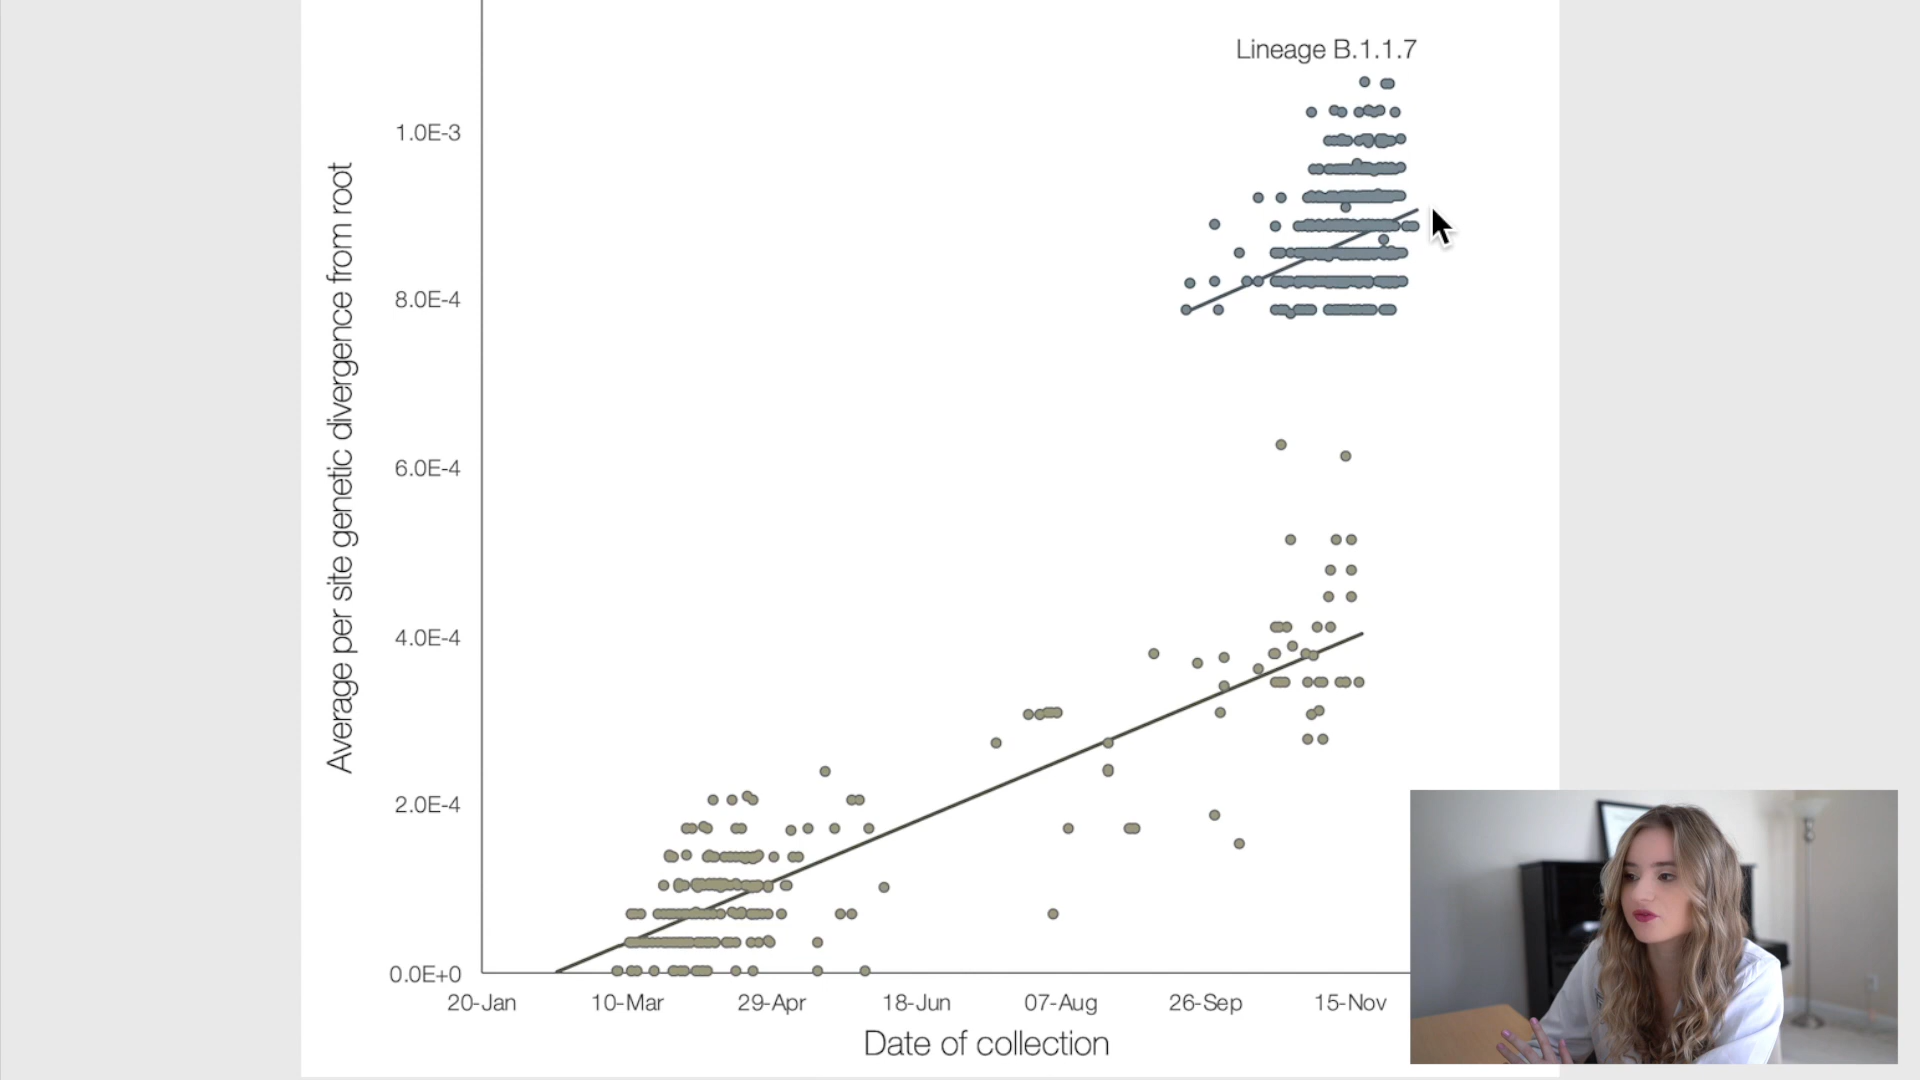 Lineage B.1.1.7
1.0E-3
8.0E-4
6.0E-4
4.0E-4
2.0E-4
0.0E+0
Average per site genetic divergence from root
20-Jan 10-Mar 29-Apr 18-Jun 07-Aug 26-Sep 15-Nov
Date of collection